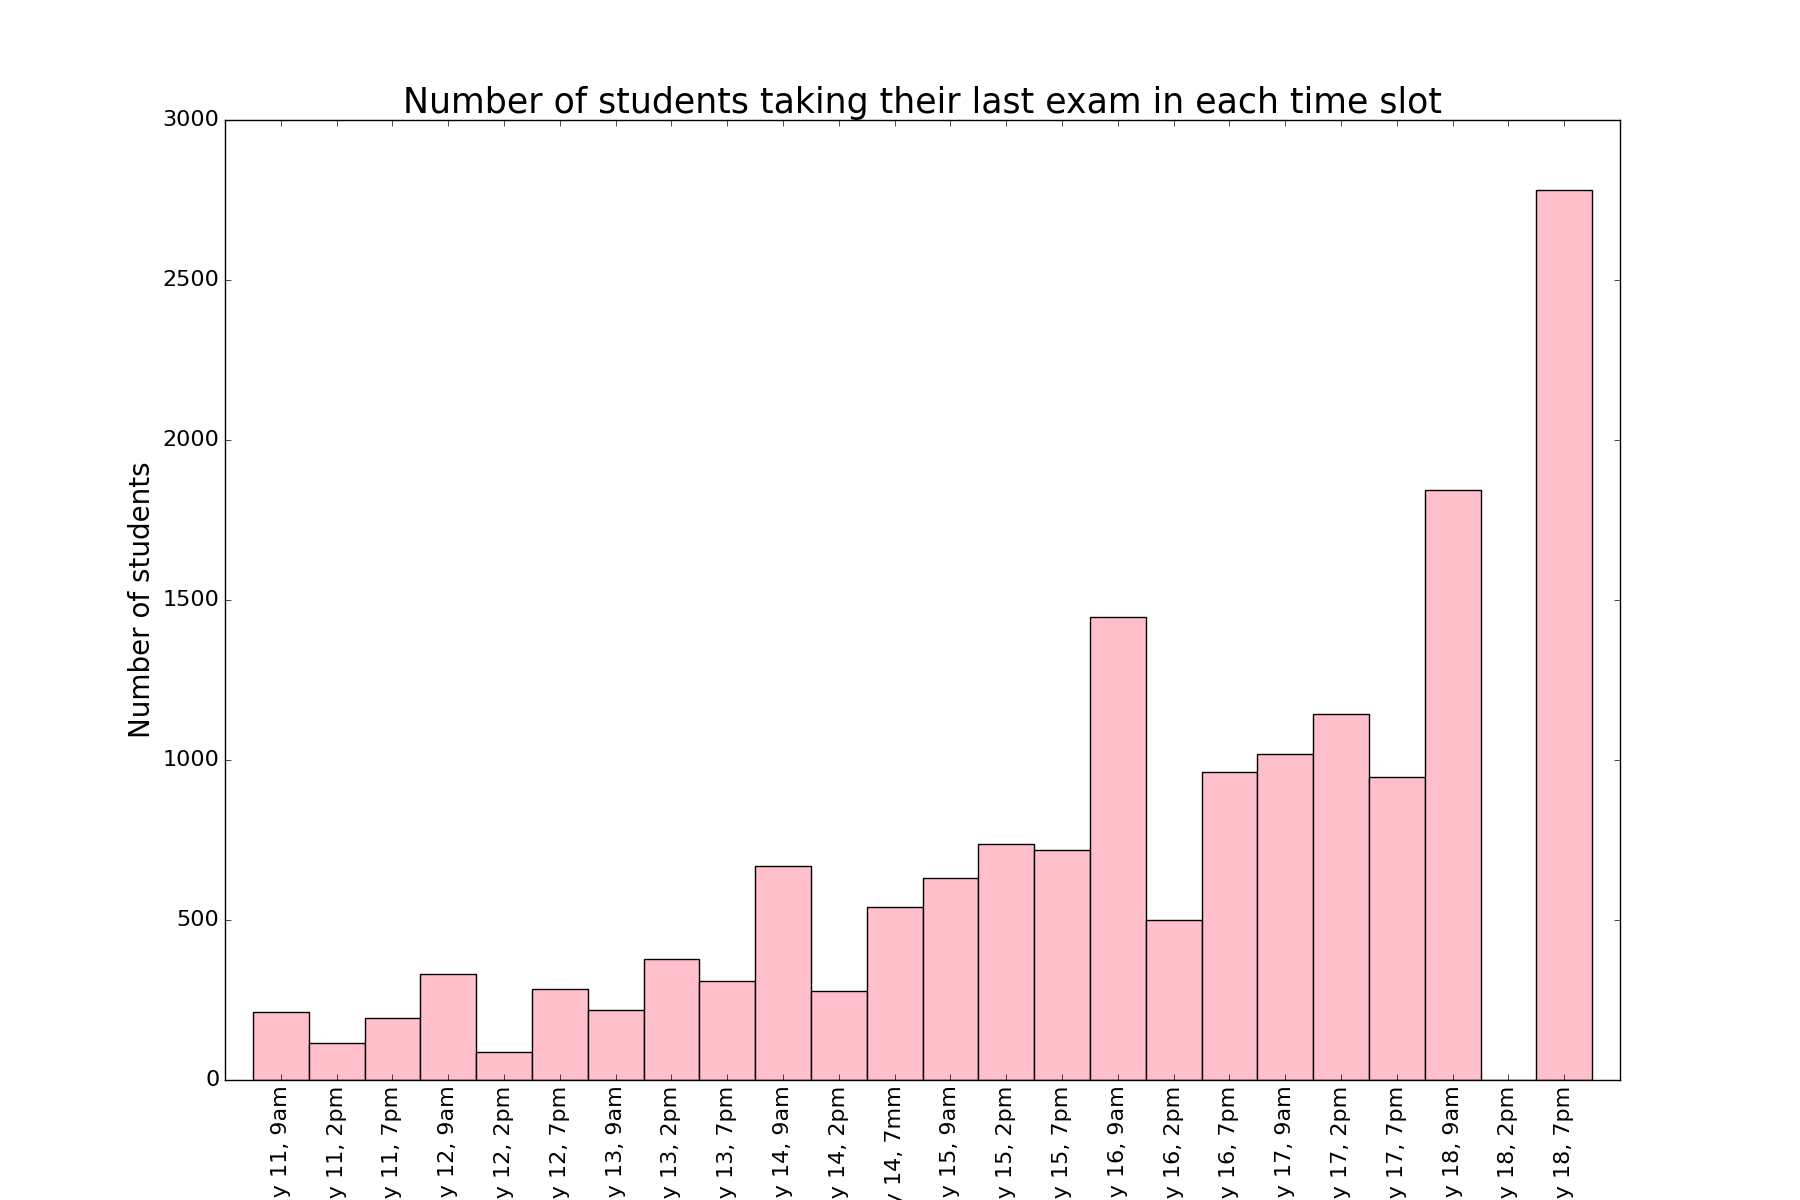 Number of students taking their last exam in each time slot
Number of students
3000
2500
2000
1500
1000
500
0
y 11, 9am
y 11, 2pm
y 11, 7pm
y 12, 9am
y 12, 2pm
y 12, 7pm
y 13, 9am
y 13, 2pm
y 13, 7pm
y 14, 9am
y 14, 2pm
y 14, 7mm
y 15, 9am
y 15, 2pm
y 15, 7pm
y 16, 9am
y 16, 2pm
y 16, 7pm
y 17, 9am
y 17, 2pm
y 17, 7pm
y 18, 9am
y 18, 2pm
y 18, 7pm